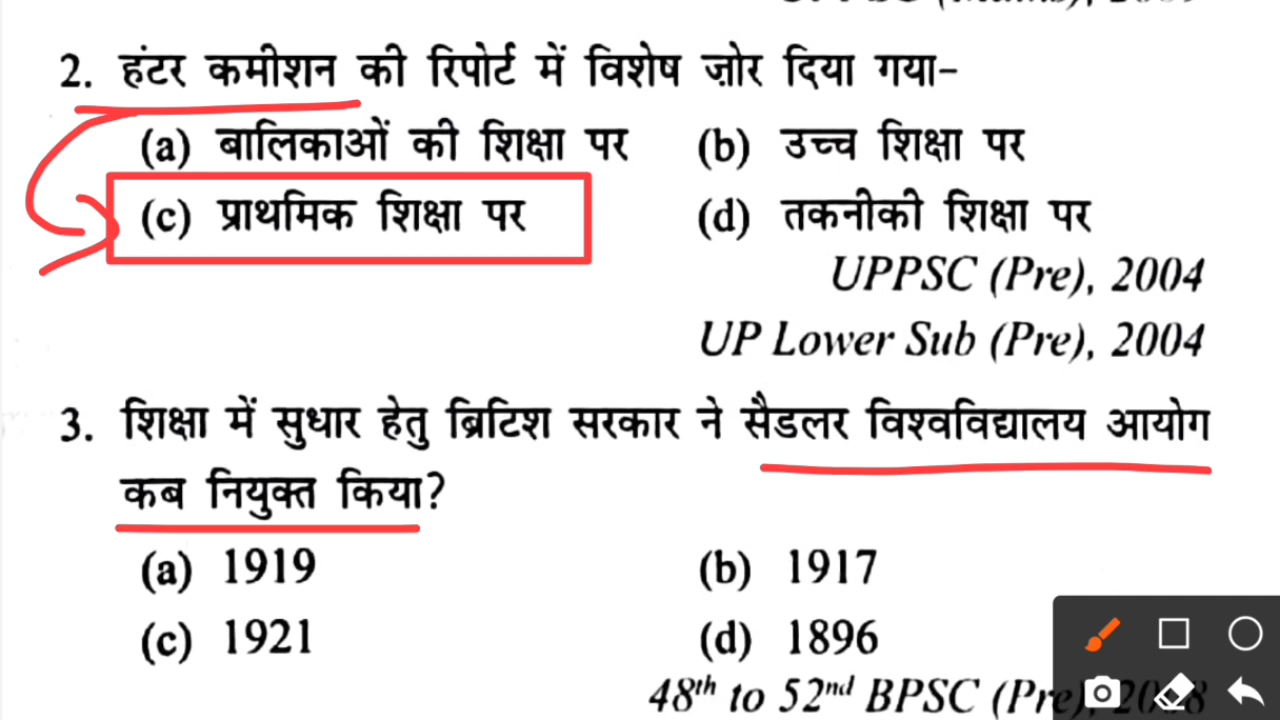 2. हंटर कमीशन की रिपोर्ट में विशेष ज़ोर दिया गया–
(a) बालिकाओं की शिक्षा पर (b) उच्च शिक्षा पर
(c) प्राथमिक शिक्षा पर (d) तकनीकी शिक्षा पर
UPPSC (Pre), 2004
UP Lower Sub (Pre), 2004
3. शिक्षा में सुधार हेतु ब्रिटिश सरकार ने सैडलर विश्वविद्यालय आयोग
कब नियुक्त किया?
(a) 1919 (b) 1917
(c) 1921 (d) 1896
48th to 52nd BPSC (Pre)